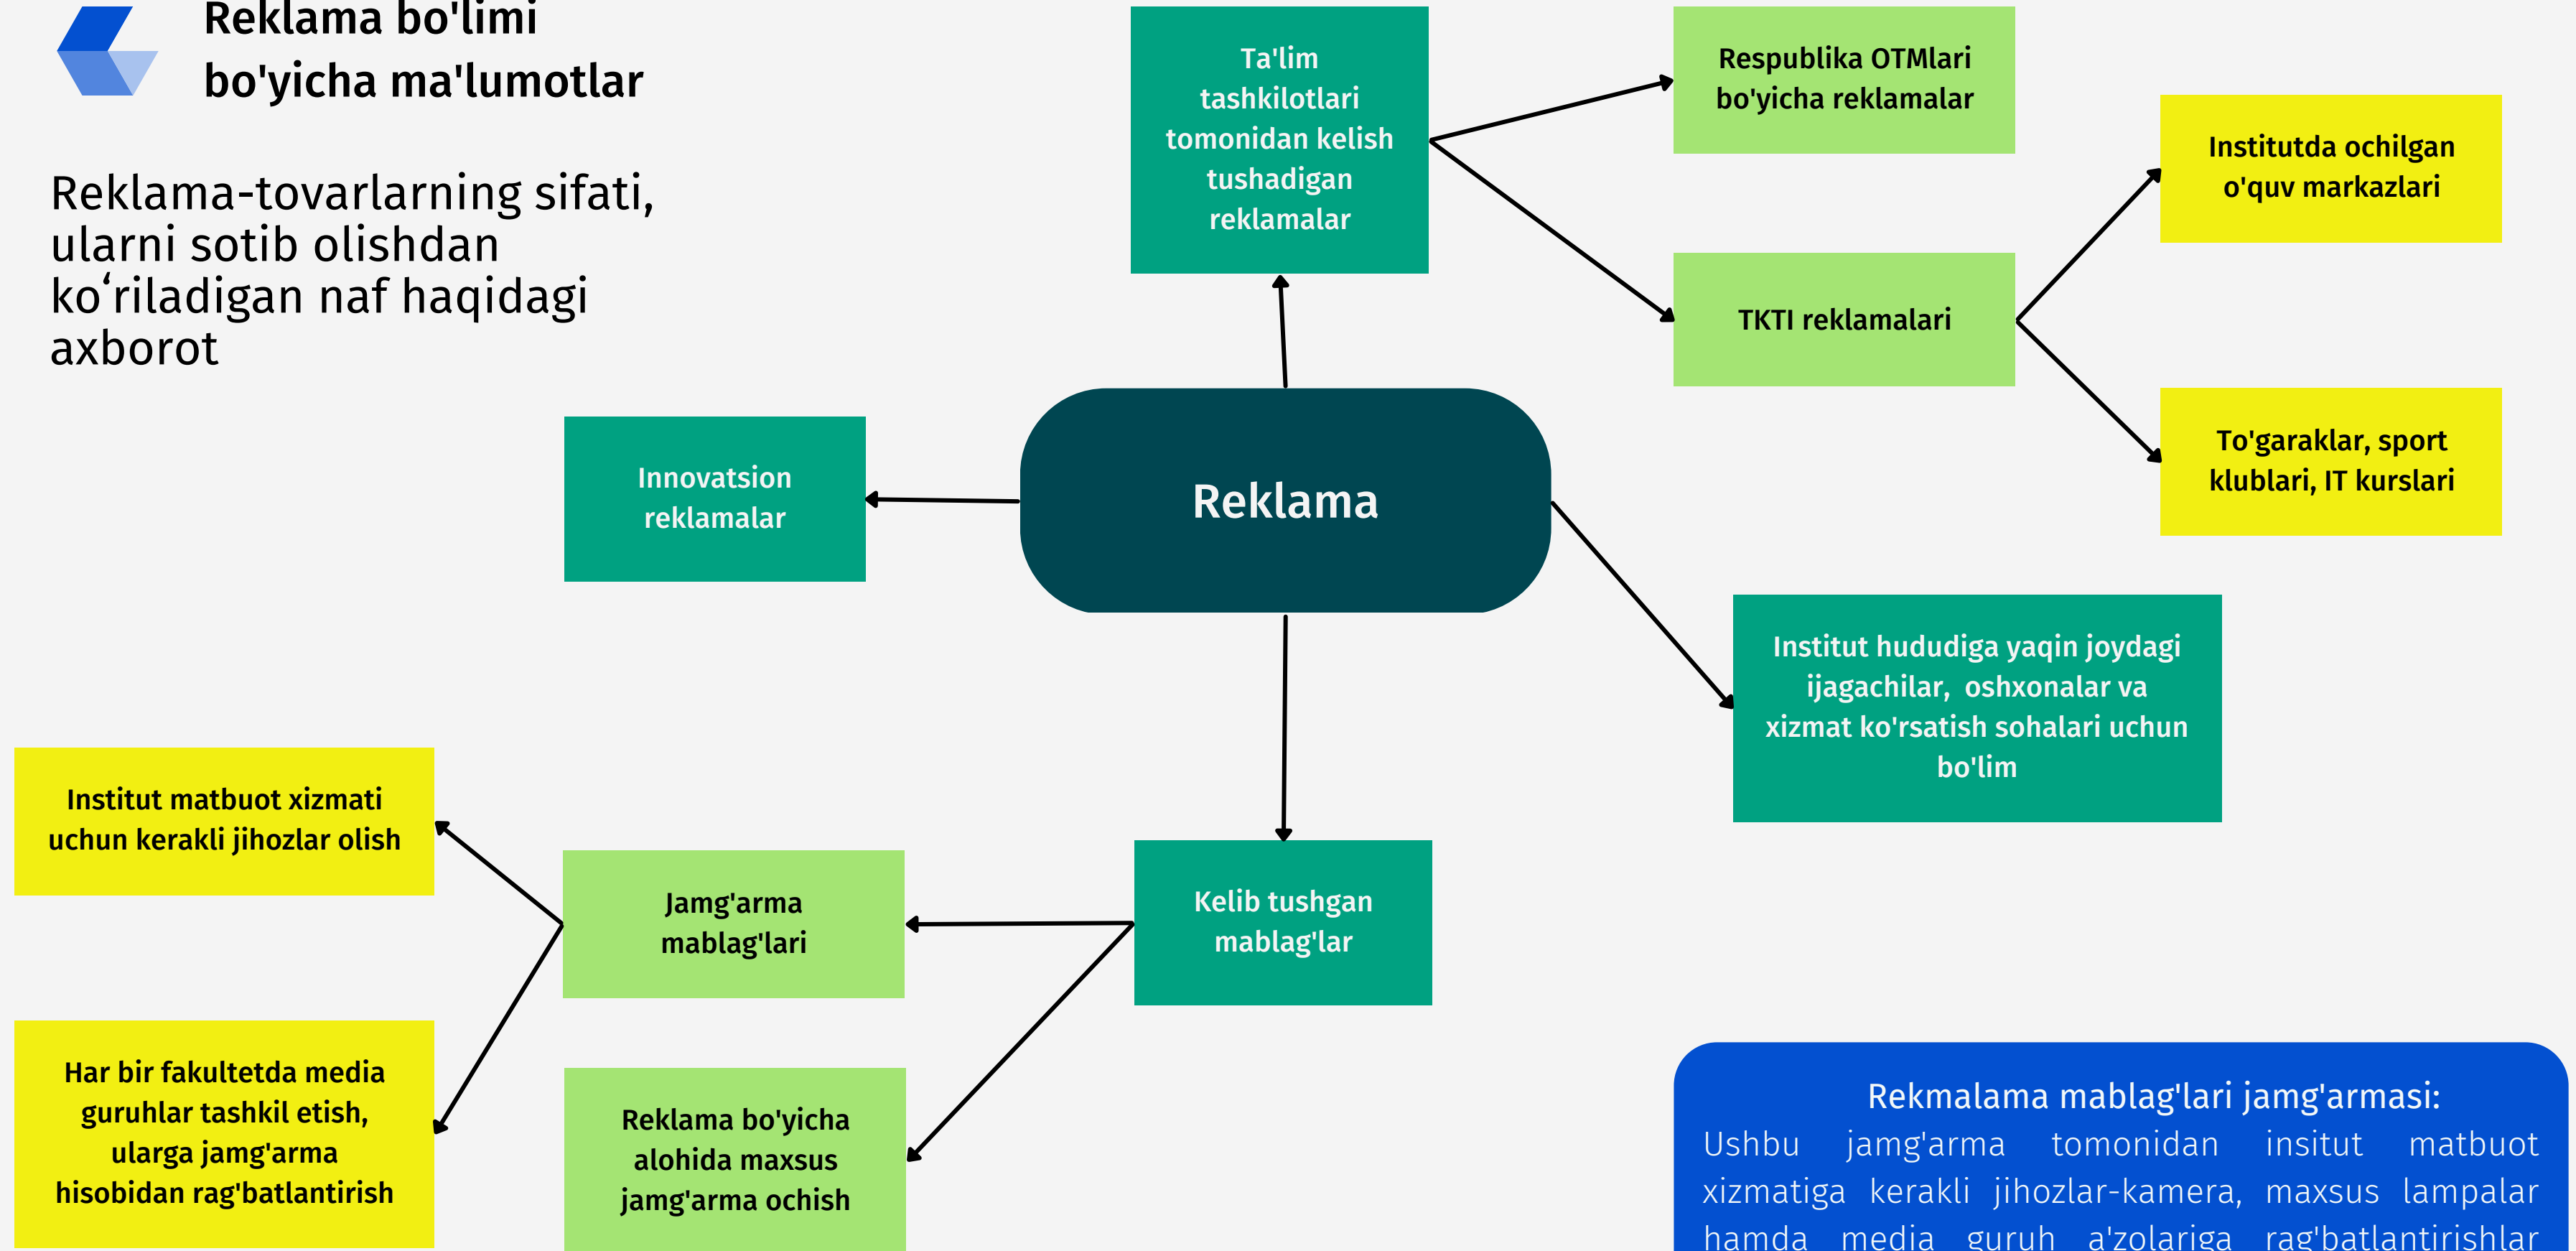 Reklama bo'limi
bo'yicha ma'lumotlar
Reklama-tovarlarning sifati,
ularni sotib olishdan
ko‘riladigan naf haqidagi
axborot
Ta'lim
tashkilotlari
tomonidan kelish
tushadigan
reklamalar
Respublika OTMlari
bo'yicha reklamalar
Institutda ochilgan
o'quv markazlari
TKTI reklamalari
To'garaklar, sport
klublari, IT kurslari
Innovatsion
reklamalar
Reklama
Institut hududiga yaqin joydagi
ijagachilar,  oshxonalar va
xizmat ko'rsatish sohalari uchun
bo'lim
Institut matbuot xizmati
uchun kerakli jihozlar olish
Jamg'arma
mablag'lari
Kelib tushgan
mablag'lar
Har bir fakultetda media
guruhlar tashkil etish,
ularga jamg'arma
hisobidan rag'batlantirish
Reklama bo'yicha
alohida maxsus
jamg'arma ochish
Rekmalama mablag'lari jamg'armasi:
Ushbu jamg'arma tomonidan insitut matbuot
xizmatiga kerakli jihozlar-kamera, maxsus lampalar
hamda media guruh a'zolariga rag'batlantirishlar